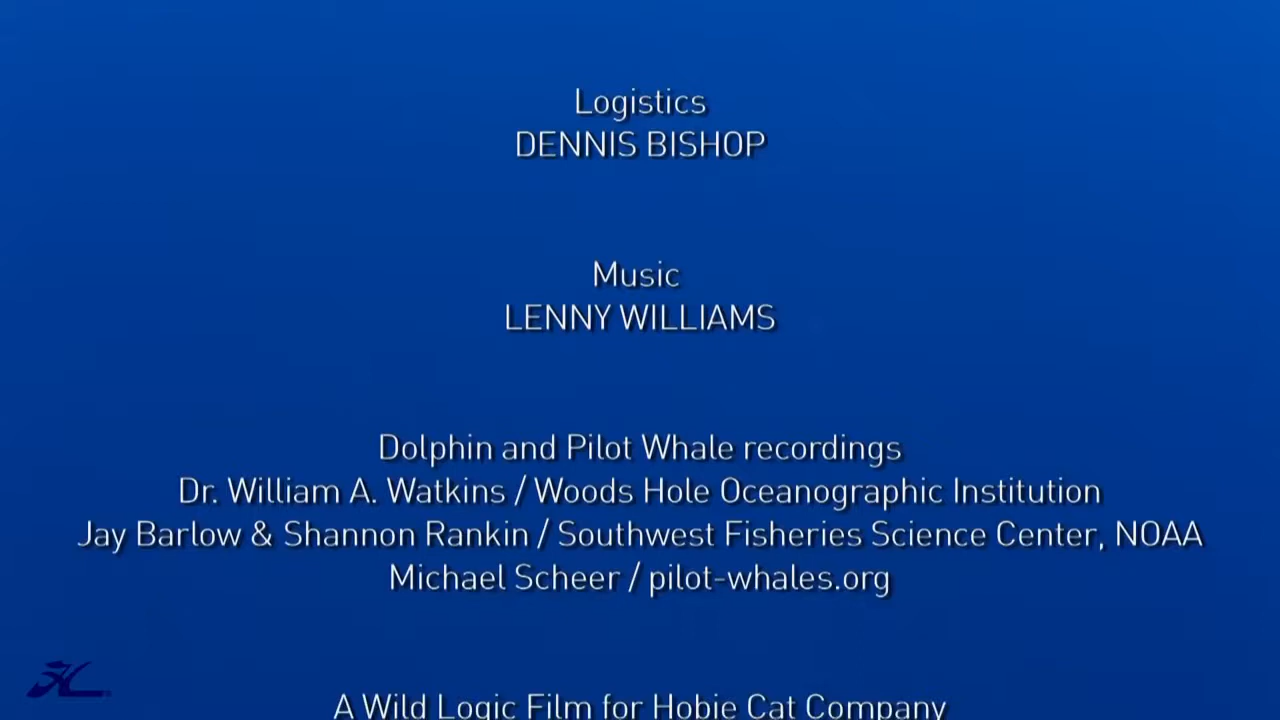 Logistics
DENNIS BISHOP
Music
LENNY WILLIAMS
Dolphin and Pilot Whale recordings
Dr. William A. Watkins / Woods Hole Oceanographic Institution
Jay Barlow & Shannon Rankin / Southwest Fisheries Science Center, NOAA
Michael Scheer / pilot-whales.org
A Wild Logic Film for Hobie Cat Company